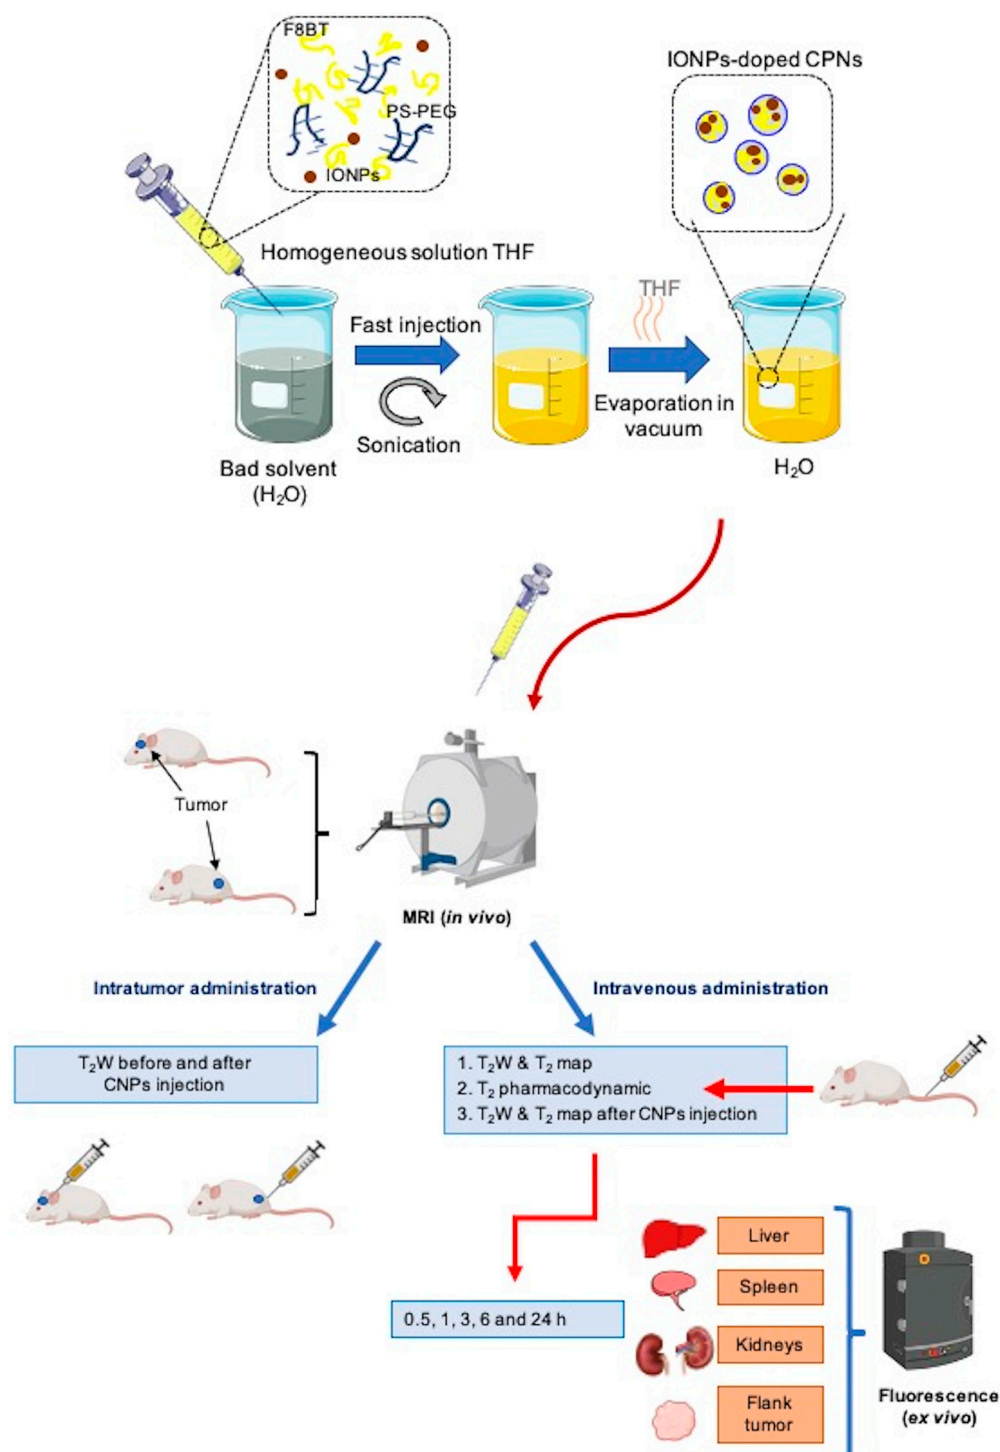 F8BT
PS-PEG
IONPs
IONPs-doped CPNs
Homogeneous solution THF
THF
Fast injection
Sonication
Evaporation in
vacuum
Bad solvent
(H₂O)
H₂O
Tumor
MRI (in vivo)
Intratumor administration
Intravenous administration
T₂W before and after
CNPs injection
1. T₂W & T₂ map
2. T₂ pharmacodynamic
3. T₂W & T₂ map after CNPs injection
0.5, 1, 3, 6 and 24 h
Liver
Spleen
Kidneys
Flank
tumor
Fluorescence
(ex vivo)